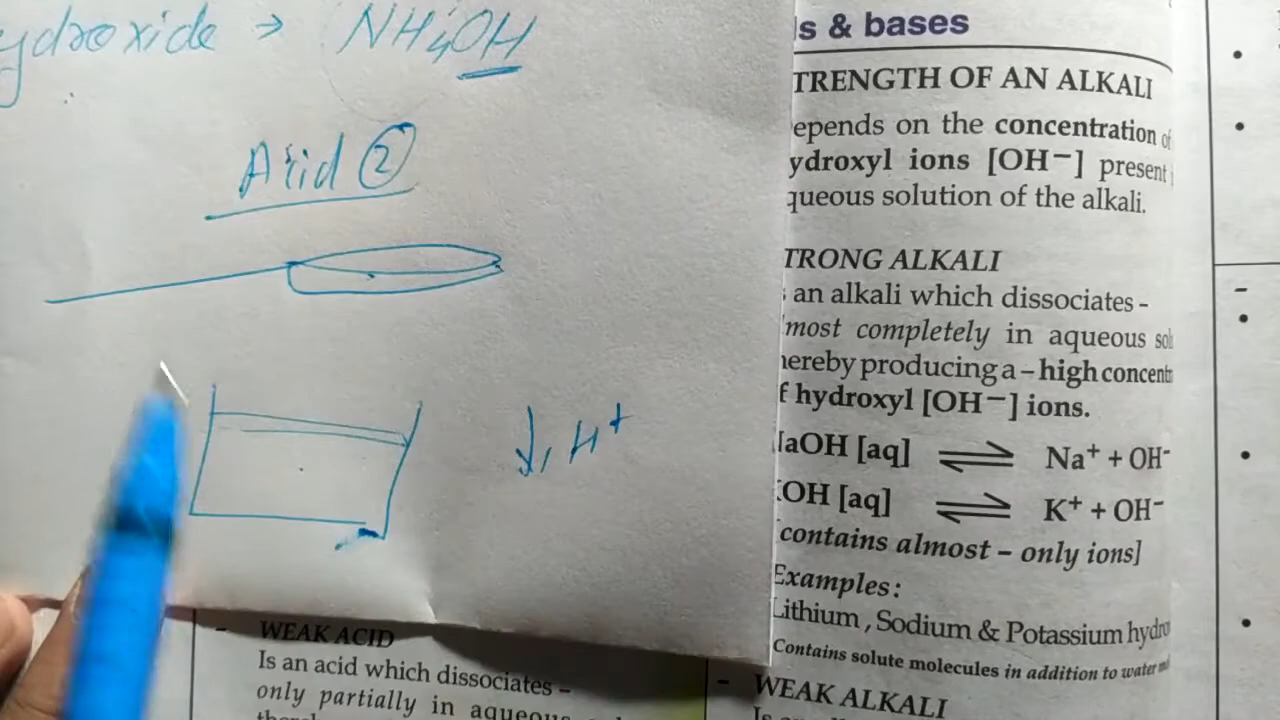 ydroxide → NH4OH
Acid ②
↓, H+
s & bases
TRENGTH OF AN ALKALI
epends on the concentration of
ydroxyl ions [OH−] present
queous solution of the alkali.
TRONG ALKALI
an alkali which dissociates –
most completely in aqueous sol
hereby producing a – high concent
f hydroxyl [OH−] ions.
NaOH [aq] ⇌ Na+ + OH-
KOH [aq] ⇌ K+ + OH−
[contains almost – only ions]
Examples :
Lithium , Sodium & Potassium hydro
Contains solute molecules in addition to water m
- WEAK ACID
Is an acid which dissociates –
only partially in aqueous
- WEAK ALKALI